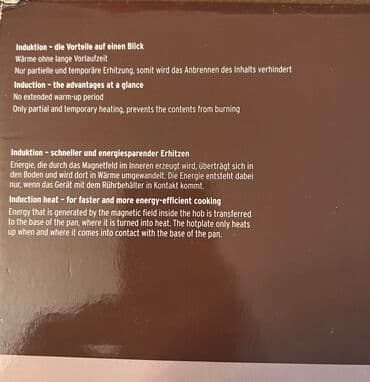 Induktion – die Vorteile auf einen Blick
Wärme ohne lange Vorlaufzeit
Nur partielle und temporäre Erhitzung, somit wird das Anbrennen des Inhalts verhindert
Induction – the advantages at a glance
No extended warm-up period
Only partial and temporary heating, prevents the contents from burning
Induktion – schneller und energiesparender Erhitzen
Energie, die durch das Magnetfeld im Inneren erzeugt wird, überträgt sich in
den Boden und wird dort in Wärme umgewandelt. Die Energie entsteht dabei
nur, wenn das Gerät mit dem Rührbehälter in Kontakt kommt.
Induction heat – for faster and more energy-efficient cooking
Energy that is generated by the magnetic field inside the hob is transferred
to the base of the pan, where it is turned into heat. The hotplate only heats
up when and where it comes into contact with the base of the pan.